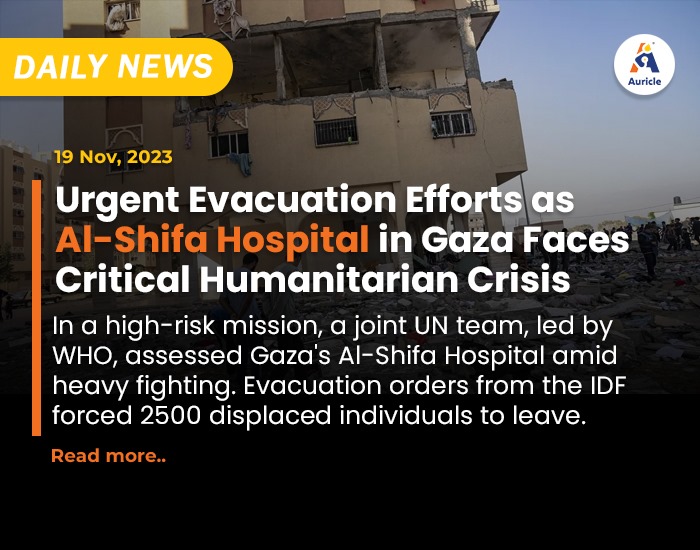 DAILY NEWS
Auricle
19 Nov, 2023
Urgent Evacuation Efforts as
Al-Shifa Hospital in Gaza Faces
Critical Humanitarian Crisis
In a high-risk mission, a joint UN team, led by
WHO, assessed Gaza's Al-Shifa Hospital amid
heavy fighting. Evacuation orders from the IDF
forced 2500 displaced individuals to leave.
Read more..